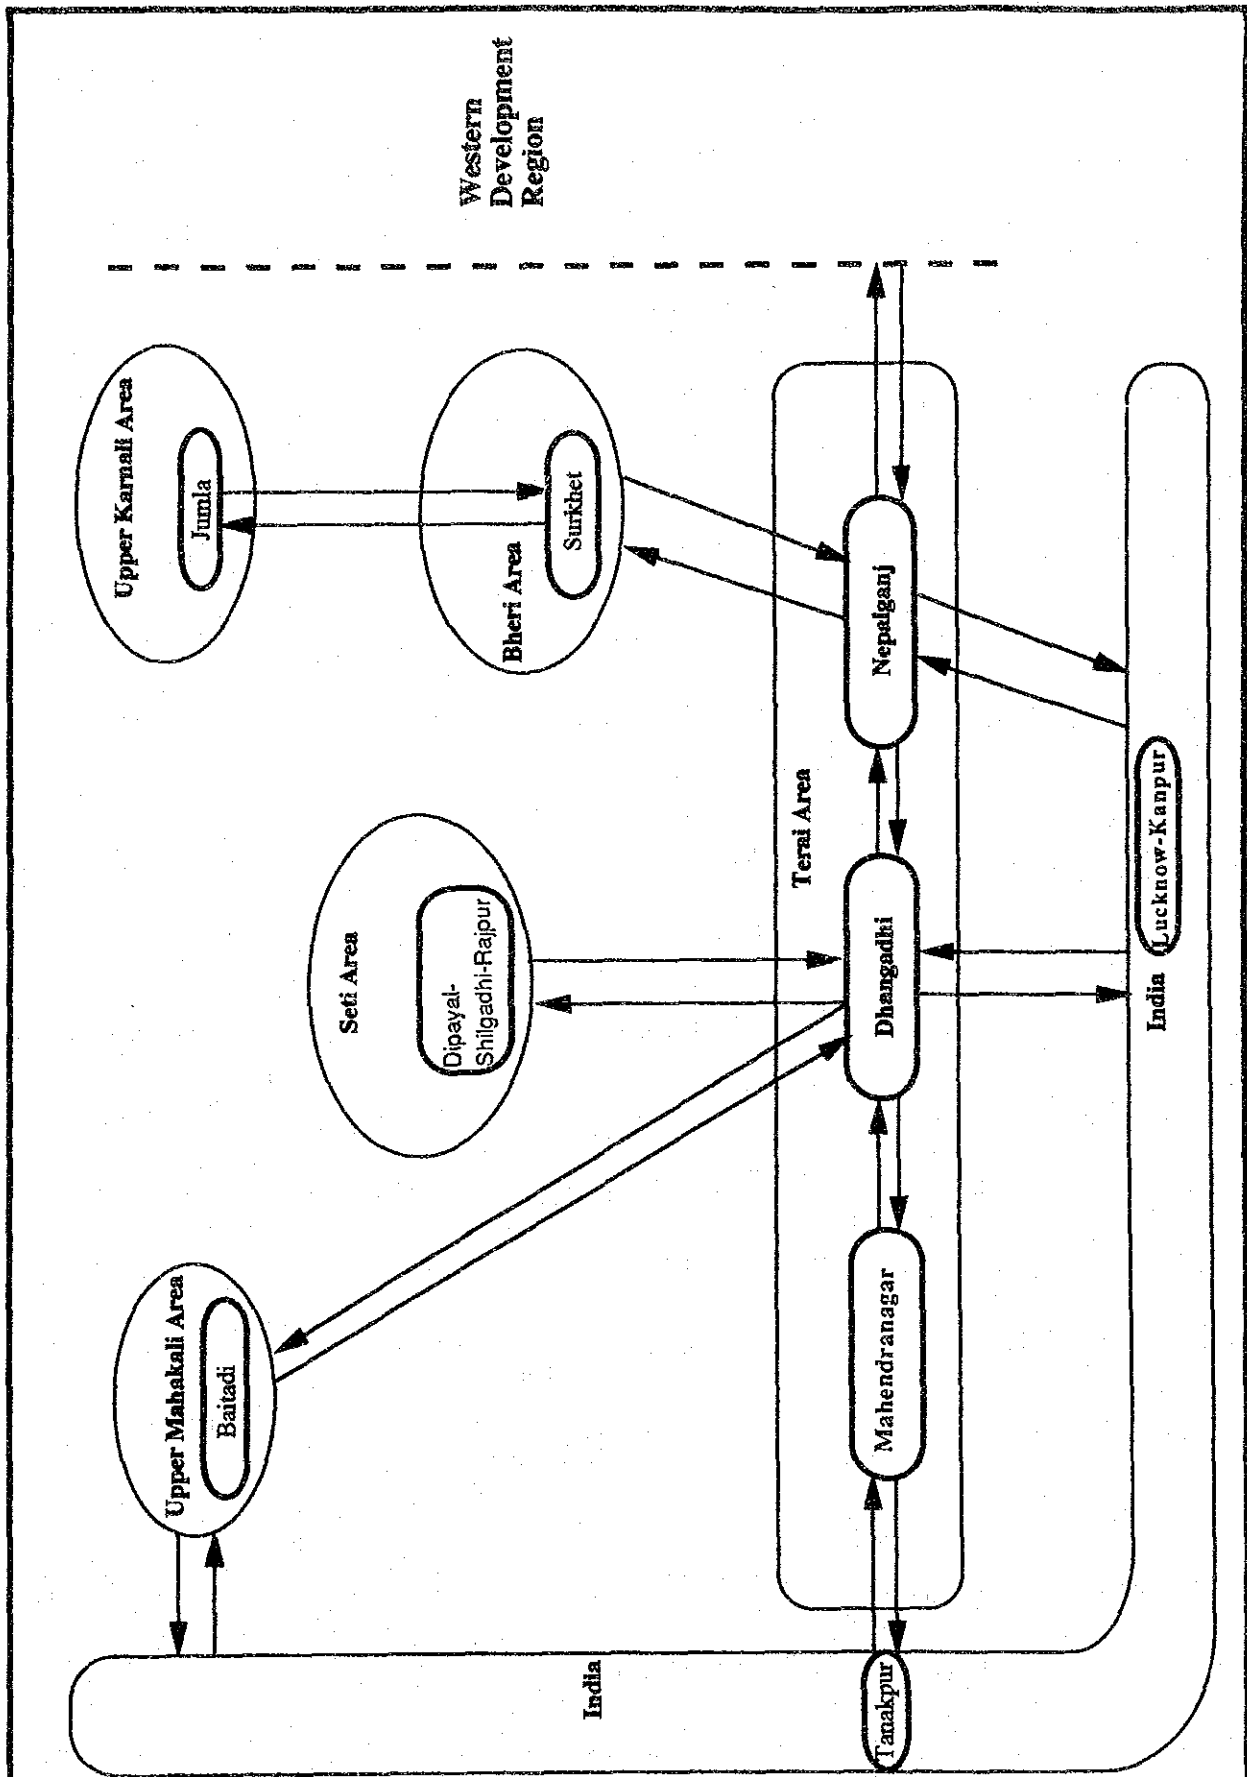 Western
Development
Region
Upper Karnali Area
Jumla
Bheri Area
Surkhet
Seti Area
Dipayal-
Shilgadhi-Rajpur
Upper Mahakali Area
Baitadi
Terai Area
Nepalganj
Dhangadhi
Mahendranagar
Tanakpur
India
India
Lucknow-Kanpur